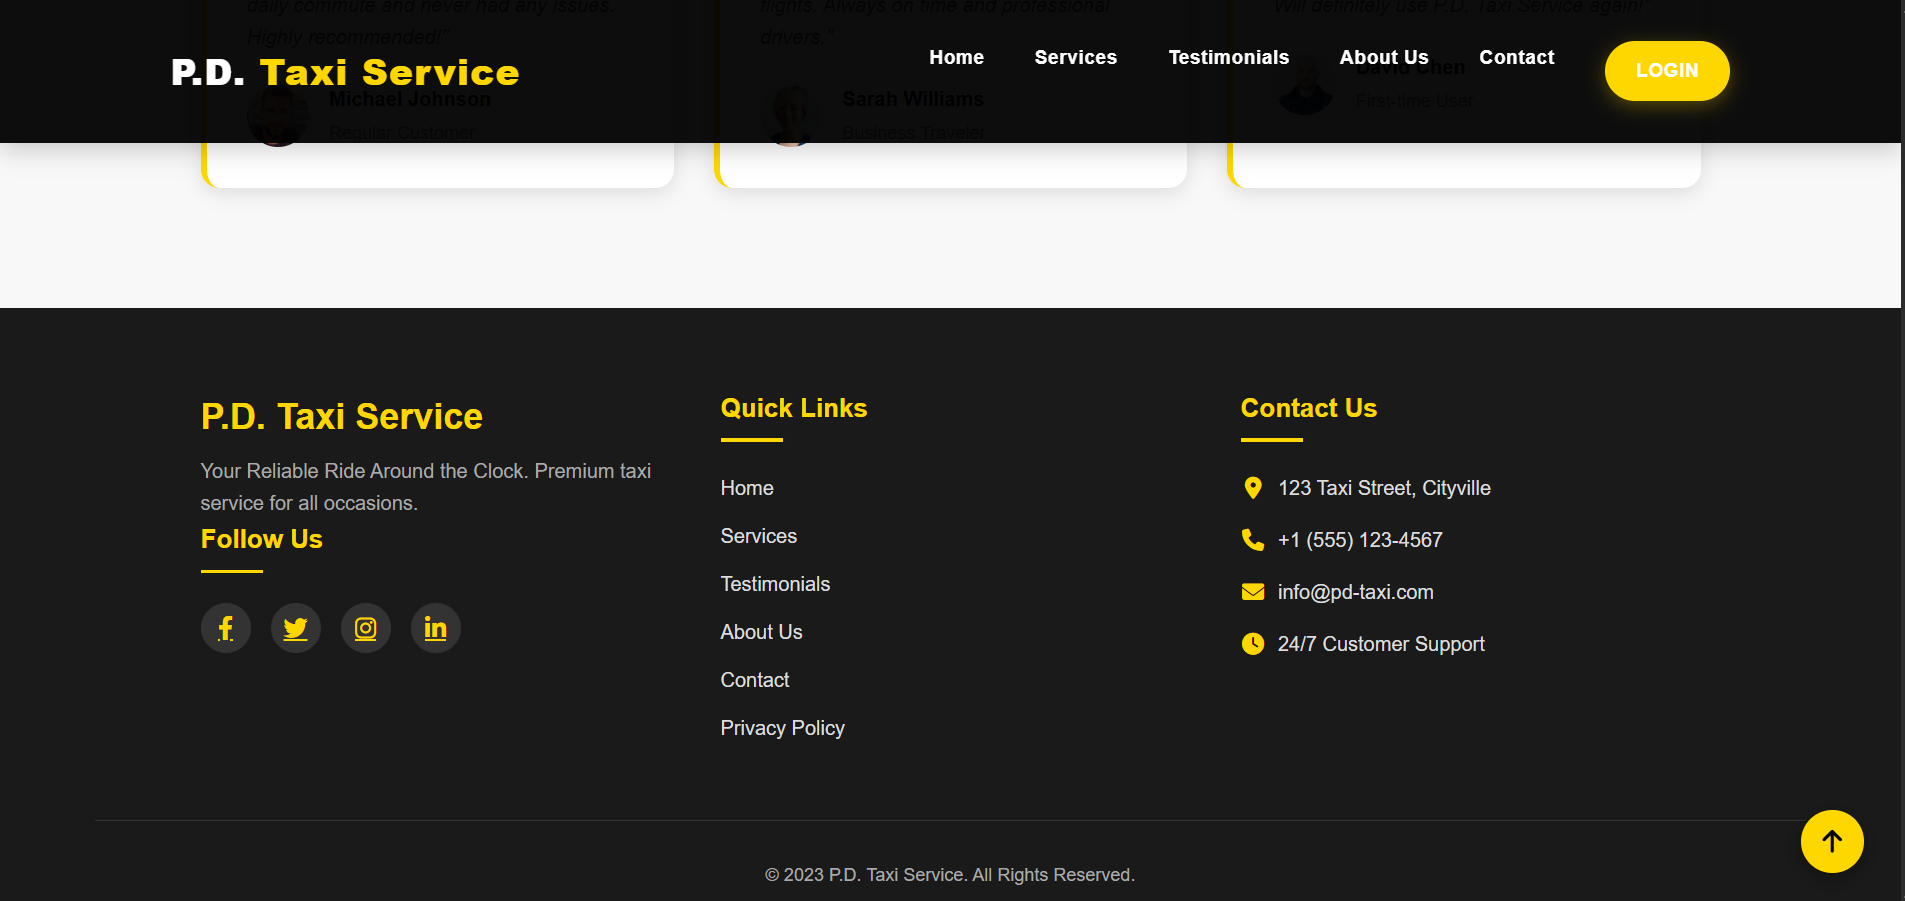 daily commute and never had any issues.
Highly recommended!"
flights. Always on time and professional
drivers."
Will definitely use P.D. Taxi Service again!"
P.D. Taxi Service
Home
Services
Testimonials
About Us
Contact
LOGIN
Michael Johnson
Regular Customer
Sarah Williams
Business Traveler
David Chen
First-time User
P.D. Taxi Service
Your Reliable Ride Around the Clock. Premium taxi
service for all occasions.
Follow Us
Quick Links
Home
Services
Testimonials
About Us
Contact
Privacy Policy
Contact Us
123 Taxi Street, Cityville
+1 (555) 123-4567
info@pd-taxi.com
24/7 Customer Support
© 2023 P.D. Taxi Service. All Rights Reserved.